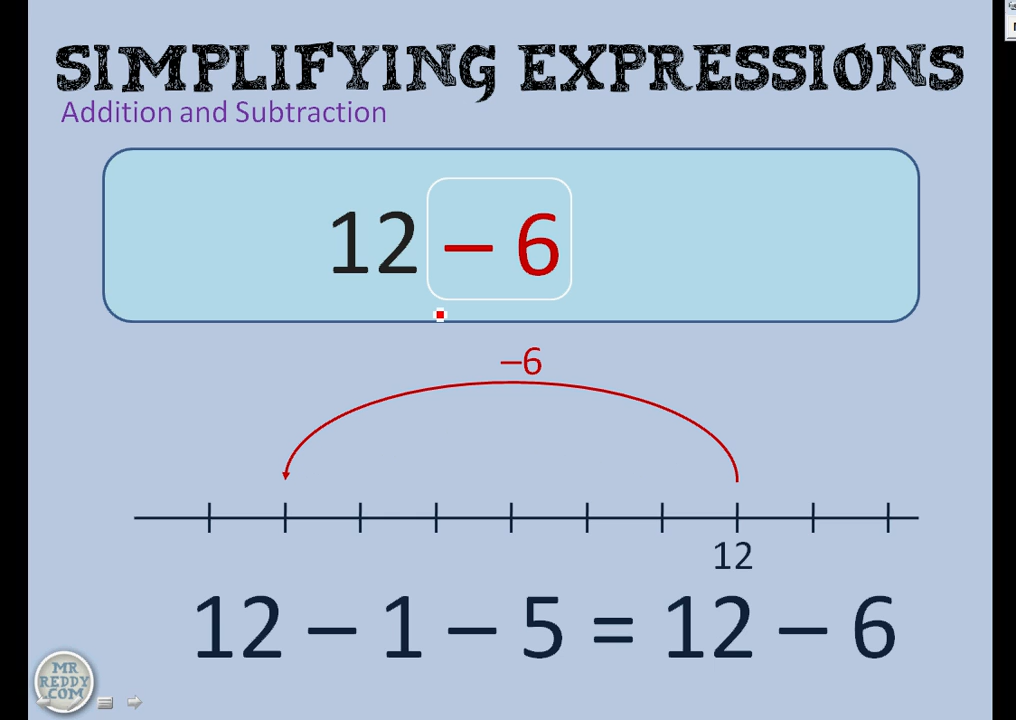 SIMPLIFYING EXPRESSIONS
Addition and Subtraction
12 – 6
–6
12
12 – 1 – 5 = 12 – 6
MR
REDDY
.COM